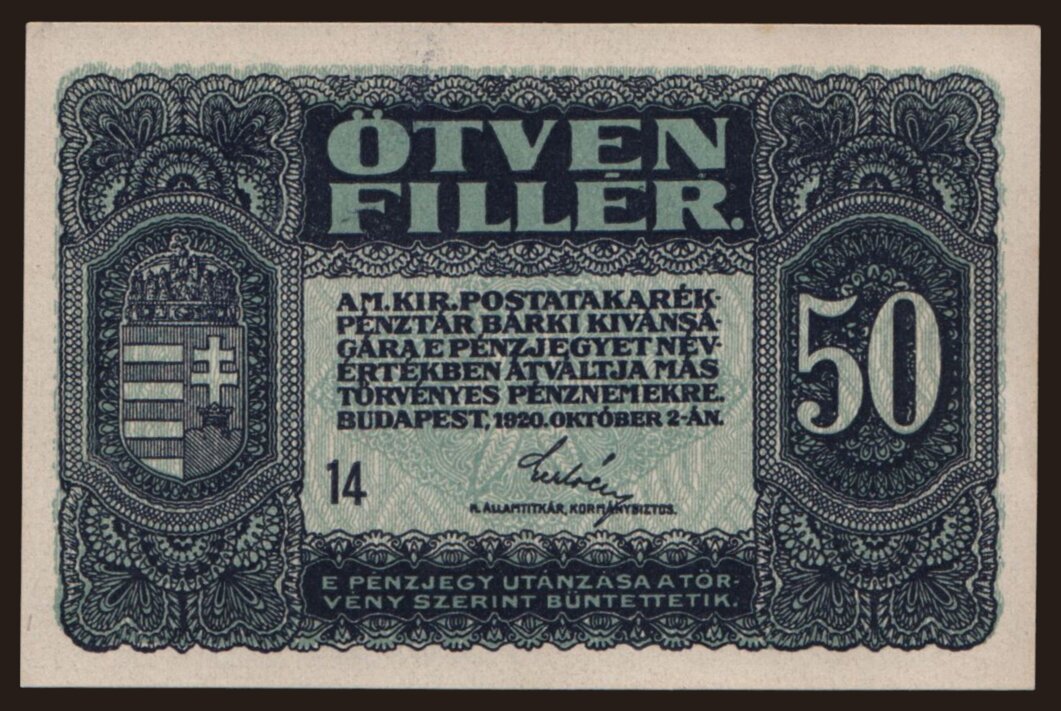 ÖTVEN
FILLÉR.
A M. KIR. POSTATAKARÉK-
PÉNZTÁR BÁRKI KIVÁNSÁ-
GÁRA E PÉNZJEGYET NÉV-
ÉRTÉKBEN ÁTVÁLTJA MÁS
TÖRVÉNYES PÉNZNEMEKRE.
BUDAPEST, 1920. OKTÓBER 2-ÁN.
50
14
H. ÁLLAMTITKÁR, KORMÁNYBIZTOS.
E PÉNZJEGY UTÁNZÁSA A TÖR-
VÉNY SZERINT BÜNTETTETIK.